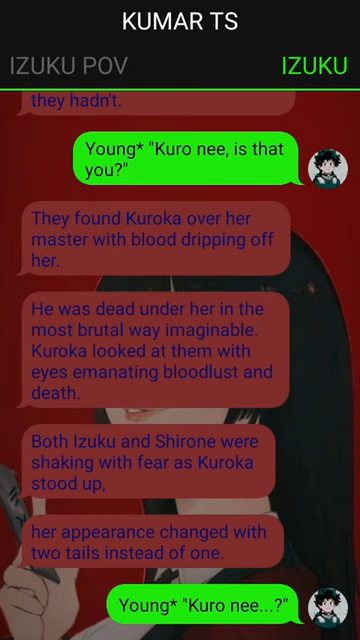 KUMAR TS
IZUKU POV IZUKU
they hadn't.
Young* "Kuro nee, is that
you?"
They found Kuroka over her
master with blood dripping off
her.
He was dead under her in the
most brutal way imaginable.
Kuroka looked at them with
eyes emanating bloodlust and
death.
Both Izuku and Shirone were
shaking with fear as Kuroka
stood up,
her appearance changed with
two tails instead of one.
Young* "Kuro nee...?"